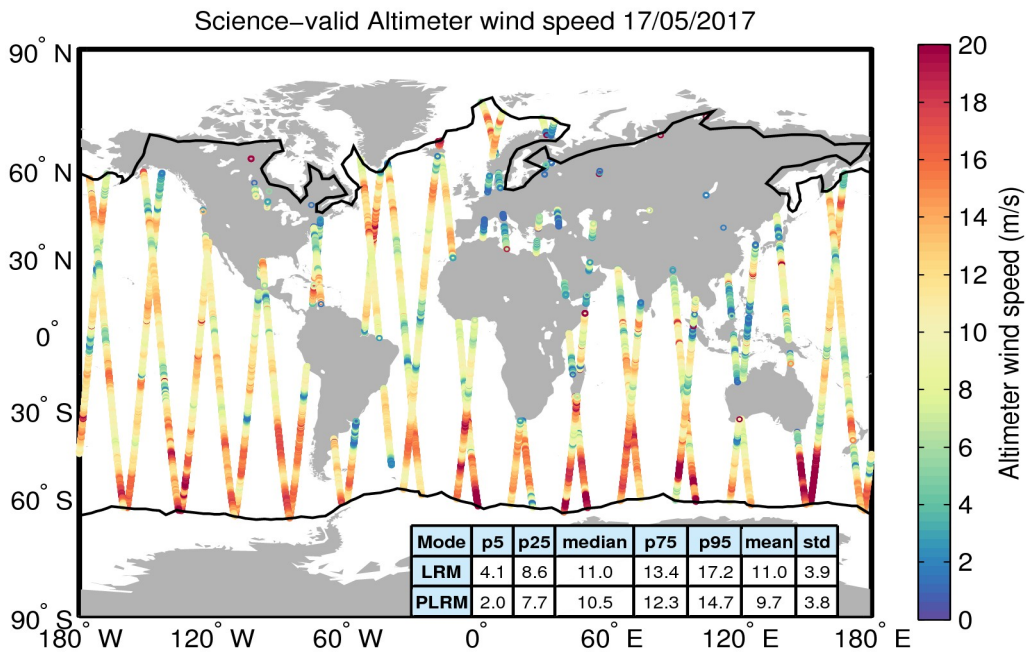 Science−valid Altimeter wind speed 17/05/2017
90° N
60° N
30° N
0°
30° S
60° S
90° S
180° W
120° W
60° W
0°
60° E
120° E
180° E
Mode p5 p25 median p75 p95 mean std
LRM 4.1 8.6 11.0 13.4 17.2 11.0 3.9
PLRM 2.0 7.7 10.5 12.3 14.7 9.7 3.8
20
18
16
14
12
10
8
6
4
2
0
Altimeter wind speed (m/s)